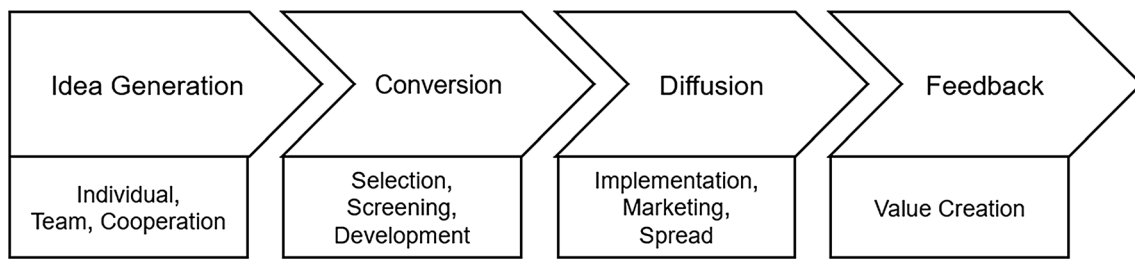 Idea Generation
Conversion
Diffusion
Feedback
Individual,
Team, Cooperation
Selection,
Screening,
Development
Implementation,
Marketing,
Spread
Value Creation